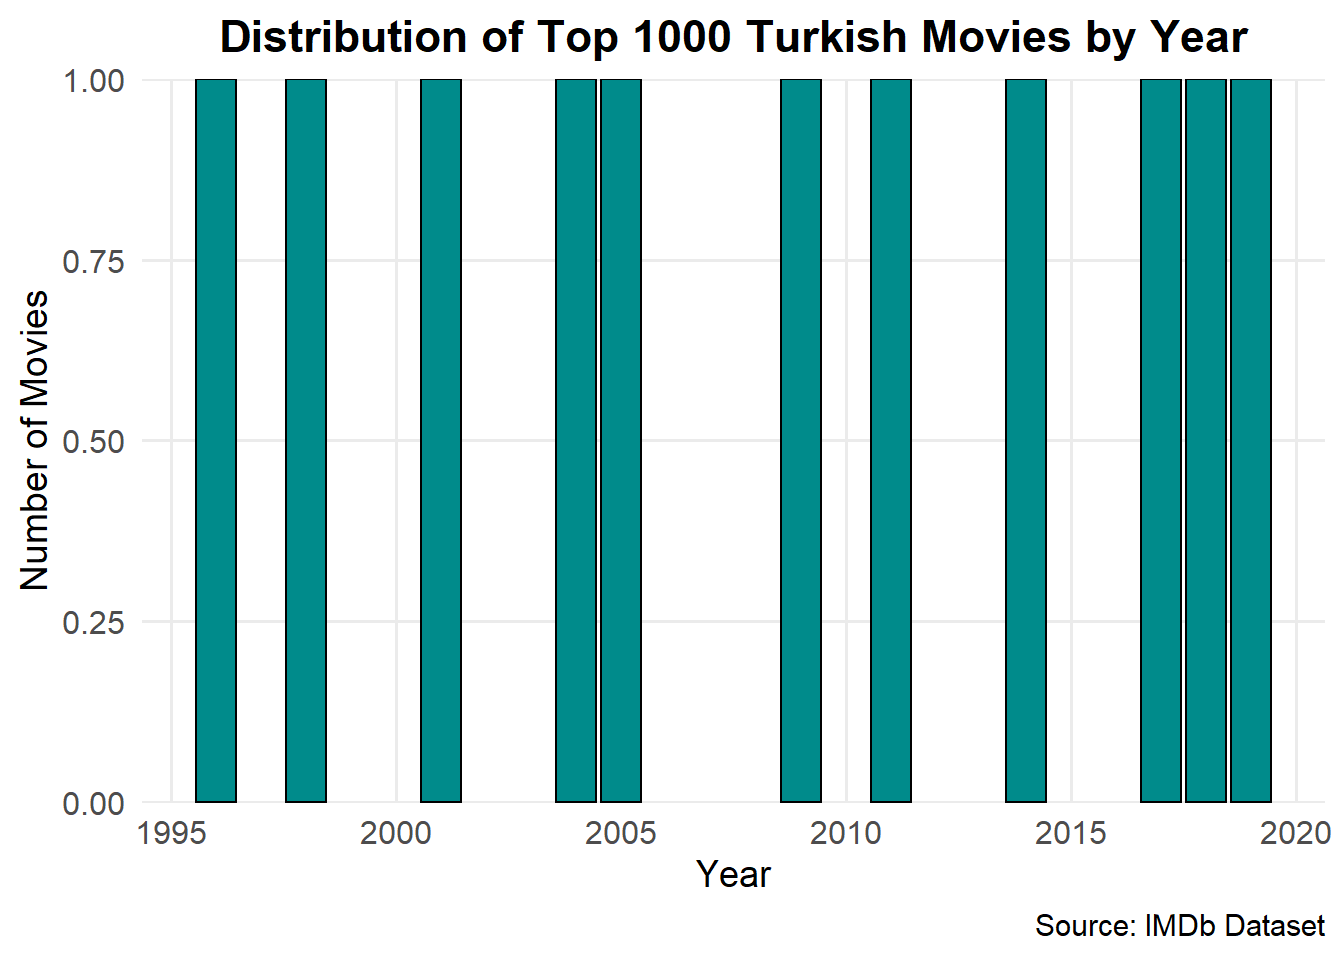 Distribution of Top 1000 Turkish Movies by Year
1.00
0.75
0.50
0.25
0.00
Number of Movies
1995 2000 2005 2010 2015 2020
Year
Source: IMDb Dataset